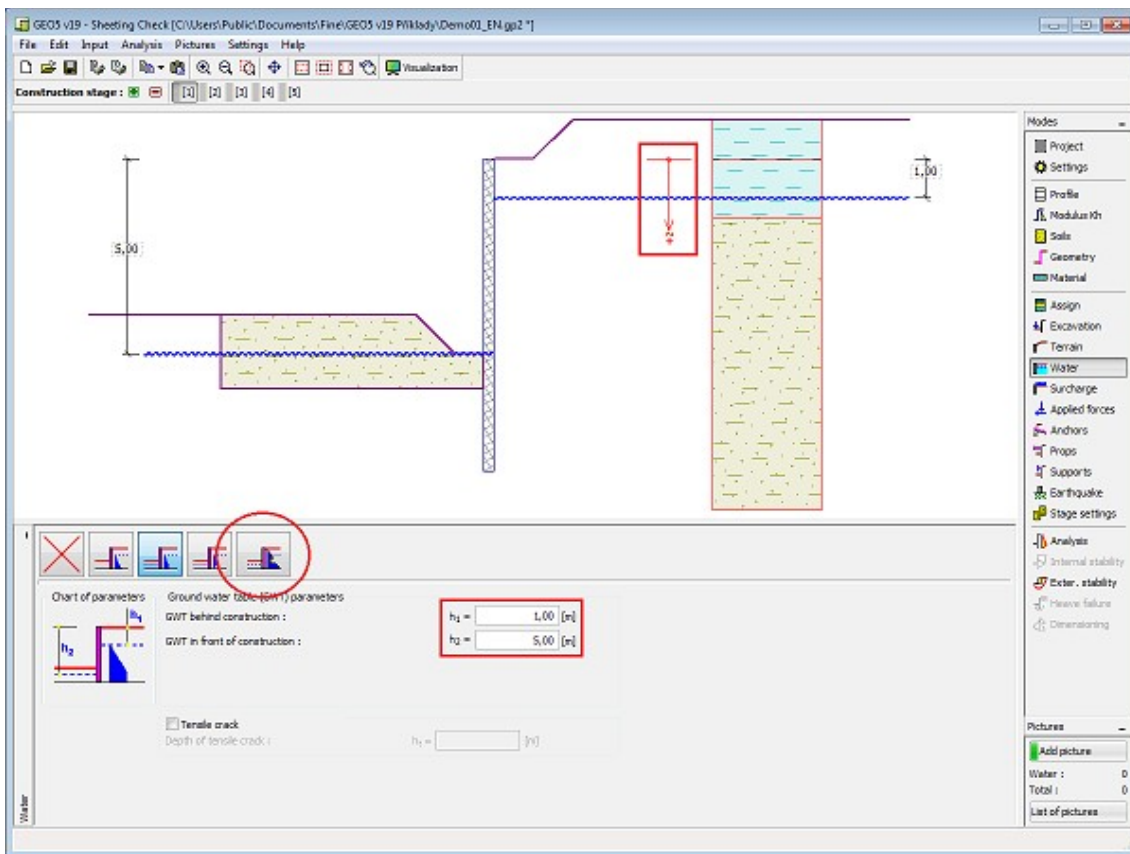 GEO5 v19 - Sheeting Check [C:\Users\Public\Documents\Fine\GEO5 v19 Příklady\Demo01_EN.gp2 *]
File Edit Input Analysis Pictures Settings Help
Visualization
Construction stage : [1] [2] [3] [4] [5]
5,00
+z
1,00
Modes
Project
Settings
Profile
Modulus Kh
Soils
Geometry
Material
Assign
Excavation
Terrain
Water
Surcharge
Applied forces
Anchors
Props
Supports
Earthquake
Stage settings
Analysis
Internal stability
Exter. stability
Heave failure
Dimensioning
Chart of parameters
h1
h2
Ground water table (GWT) parameters
GWT behind construction : h1 = 1,00 [m]
GWT in front of construction : h2 = 5,00 [m]
Tensile crack
Depth of tensile crack : ht = [m]
Water
Pictures
Add picture
Water : 0
Total : 0
List of pictures